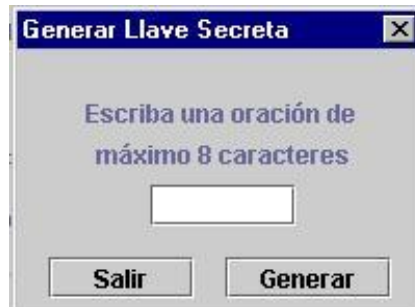 Generar Llave Secreta
Escriba una oración de
máximo 8 caracteres
Salir Generar